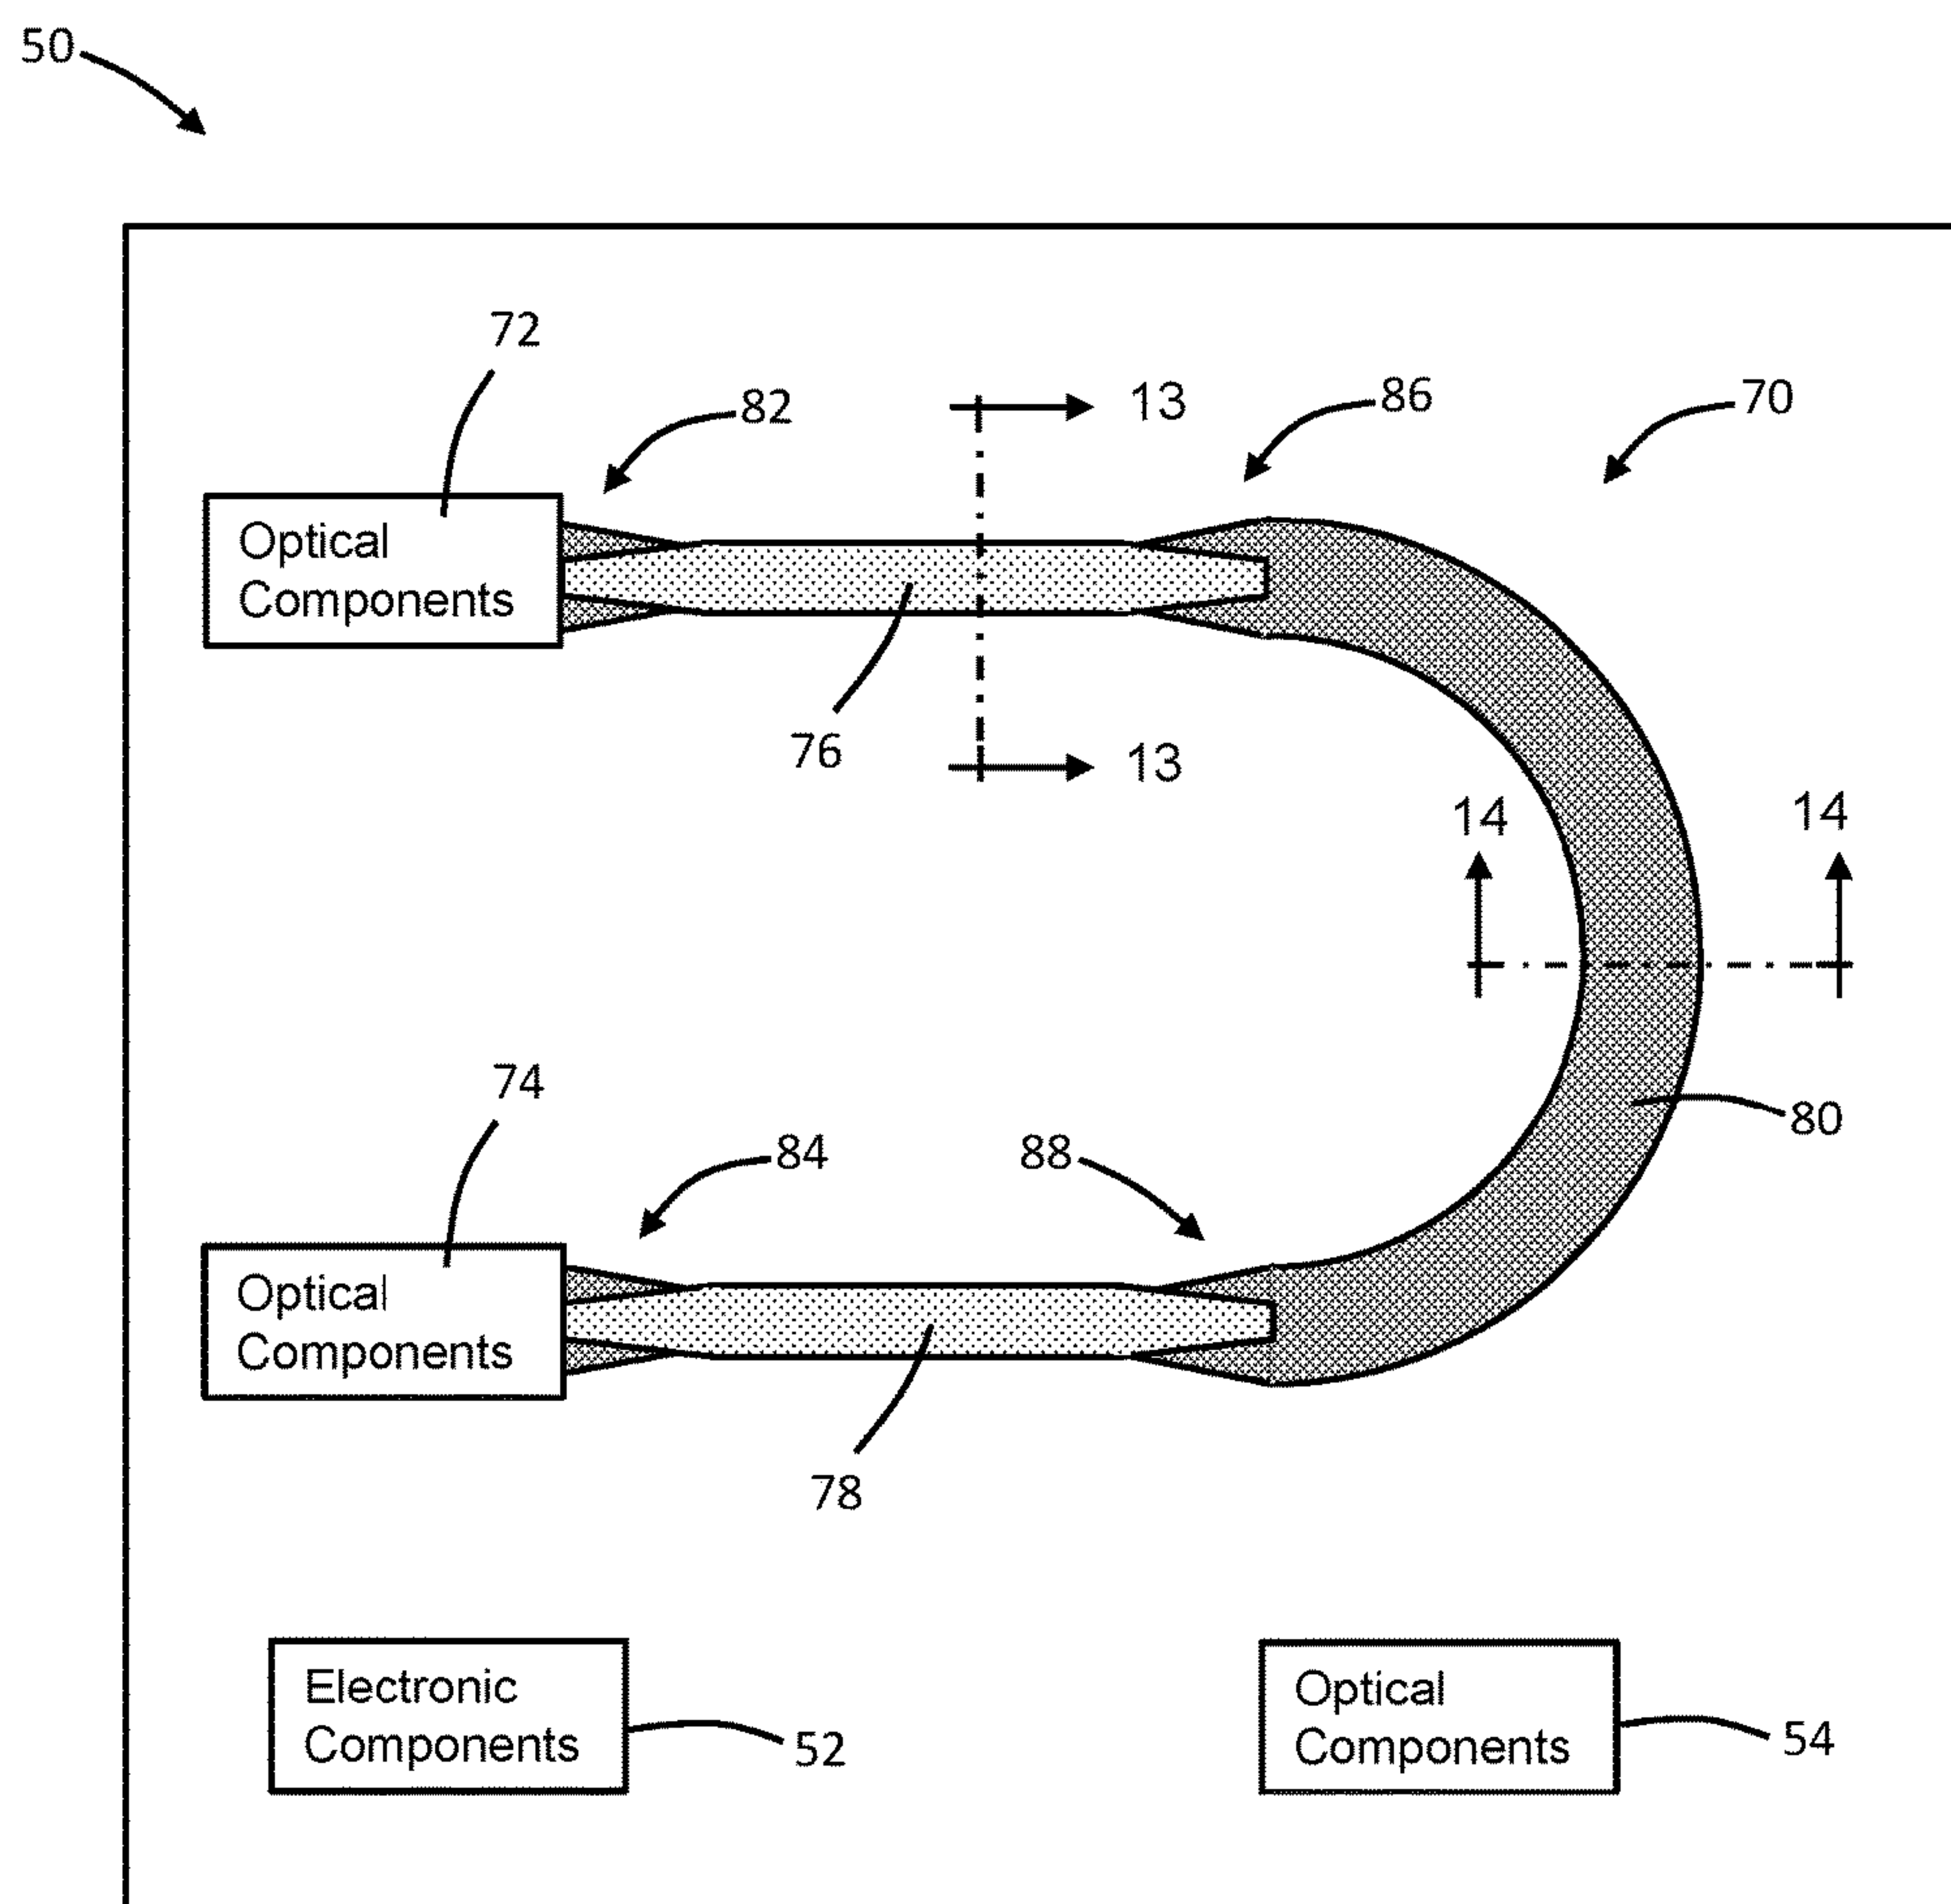 50
72
82
13
86
70
Optical
Components
76
13
14
14
74
84
88
80
Optical
Components
78
Electronic
Components
52
Optical
Components
54